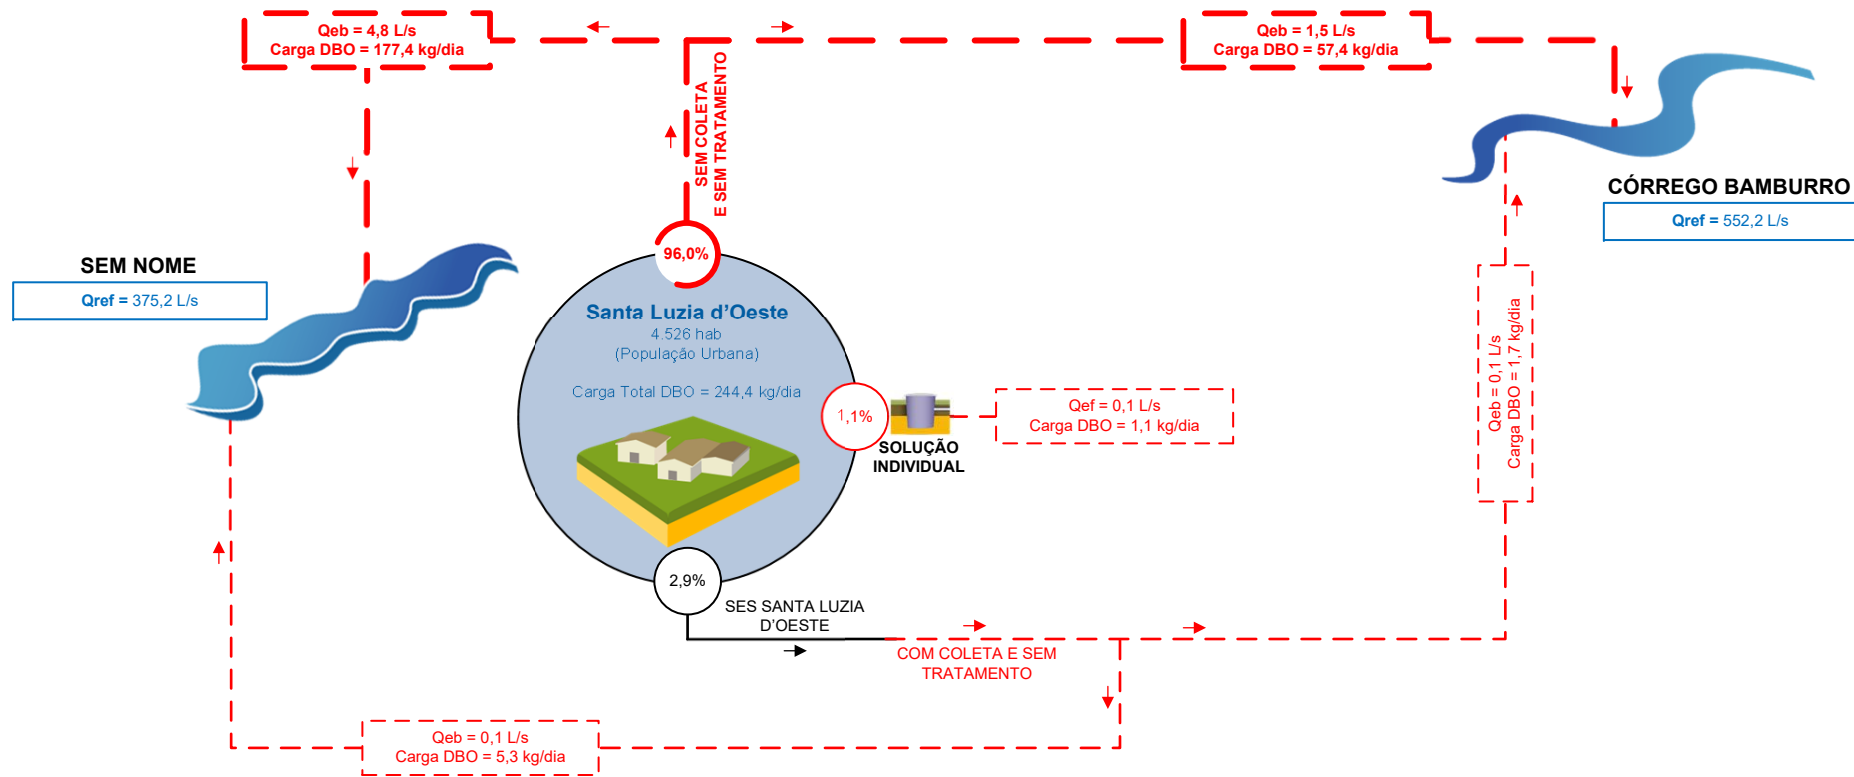 Qeb = 4,8 L/s
Carga DBO = 177,4 kg/dia
Qeb = 1,5 L/s
Carga DBO = 57,4 kg/dia
SEM COLETA
E SEM TRATAMENTO
CÓRREGO BAMBURRO
Qref = 552,2 L/s
SEM NOME
Qref = 375,2 L/s
96,0%
Santa Luzia d'Oeste
4.526 hab
(População Urbana)
Carga Total DBO = 244,4 kg/dia
1,1%
SOLUÇÃO
INDIVIDUAL
Qef = 0,1 L/s
Carga DBO = 1,1 kg/dia
Qeb = 0,1 L/s
Carga DBO = 1,7 kg/dia
2,9%
SES SANTA LUZIA
D'OESTE
COM COLETA E SEM
TRATAMENTO
Qeb = 0,1 L/s
Carga DBO = 5,3 kg/dia